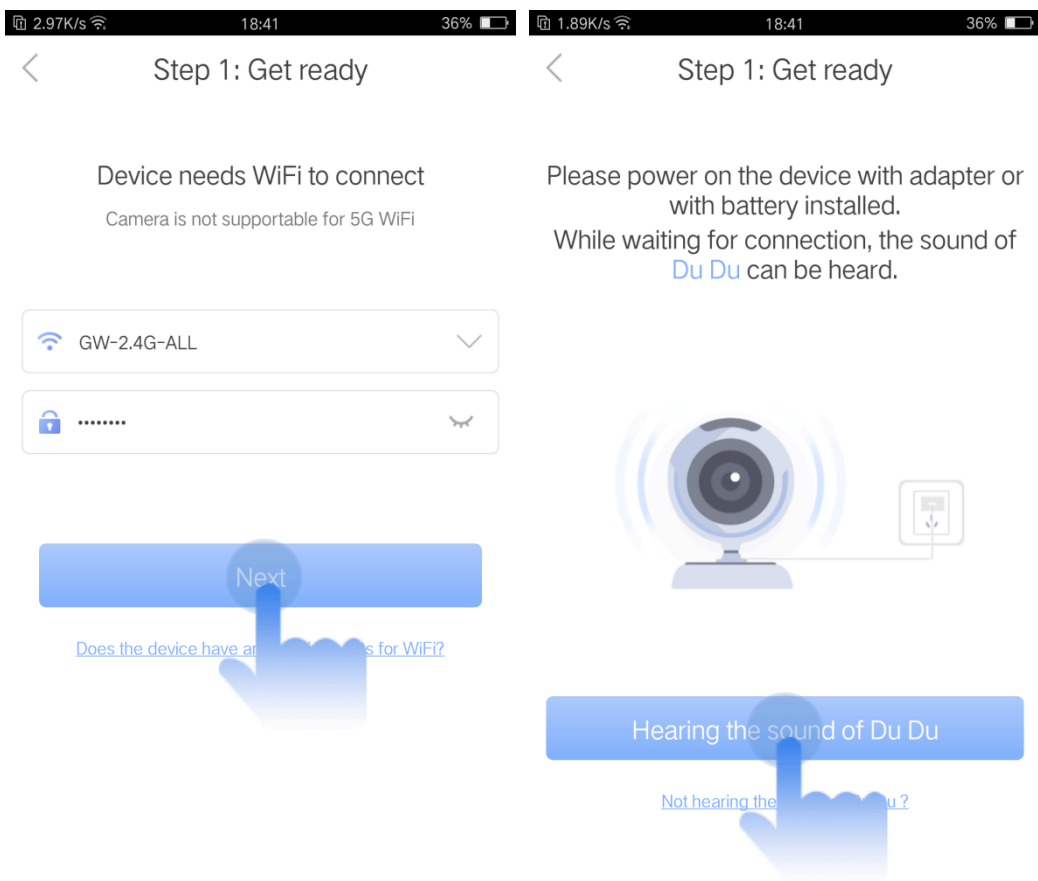 2.97K/s 18:41 36%
Step 1: Get ready
Device needs WiFi to connect
Camera is not supportable for 5G WiFi
GW-2.4G-ALL
••••••••
Next
Does the device have s for WiFi?
1.89K/s 18:41 36%
Step 1: Get ready
Please power on the device with adapter or
with battery installed.
While waiting for connection, the sound of
Du Du can be heard.
Hearing the sound of Du Du
Not hearing the u ?